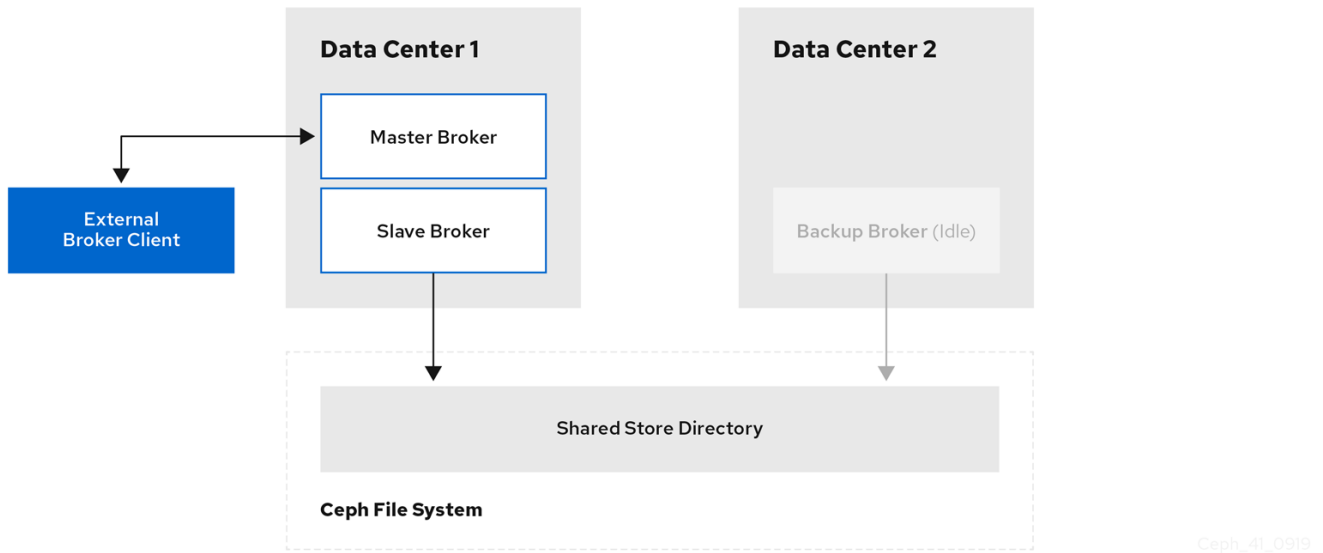 Data Center 1
Data Center 2
Master Broker
External
Broker Client
Slave Broker
Backup Broker (Idle)
Shared Store Directory
Ceph File System
Ceph_41_0919